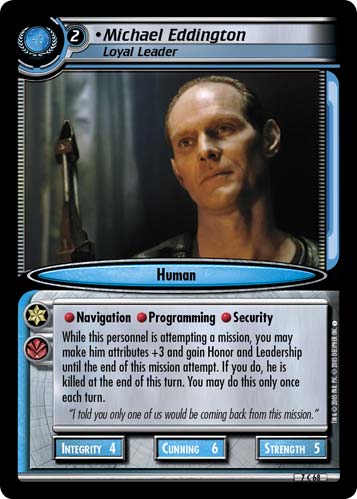 2 •Michael Eddington
Loyal Leader
Human
Navigation Programming Security
While this personnel is attempting a mission, you may
make him attributes +3 and gain Honor and Leadership
until the end of this mission attempt. If you do, he is
killed at the end of this turn. You may do this only once
each turn.
"I told you only one of us would be coming back from this mission."
INTEGRITY 4 CUNNING 6 STRENGTH 5
7 C 68